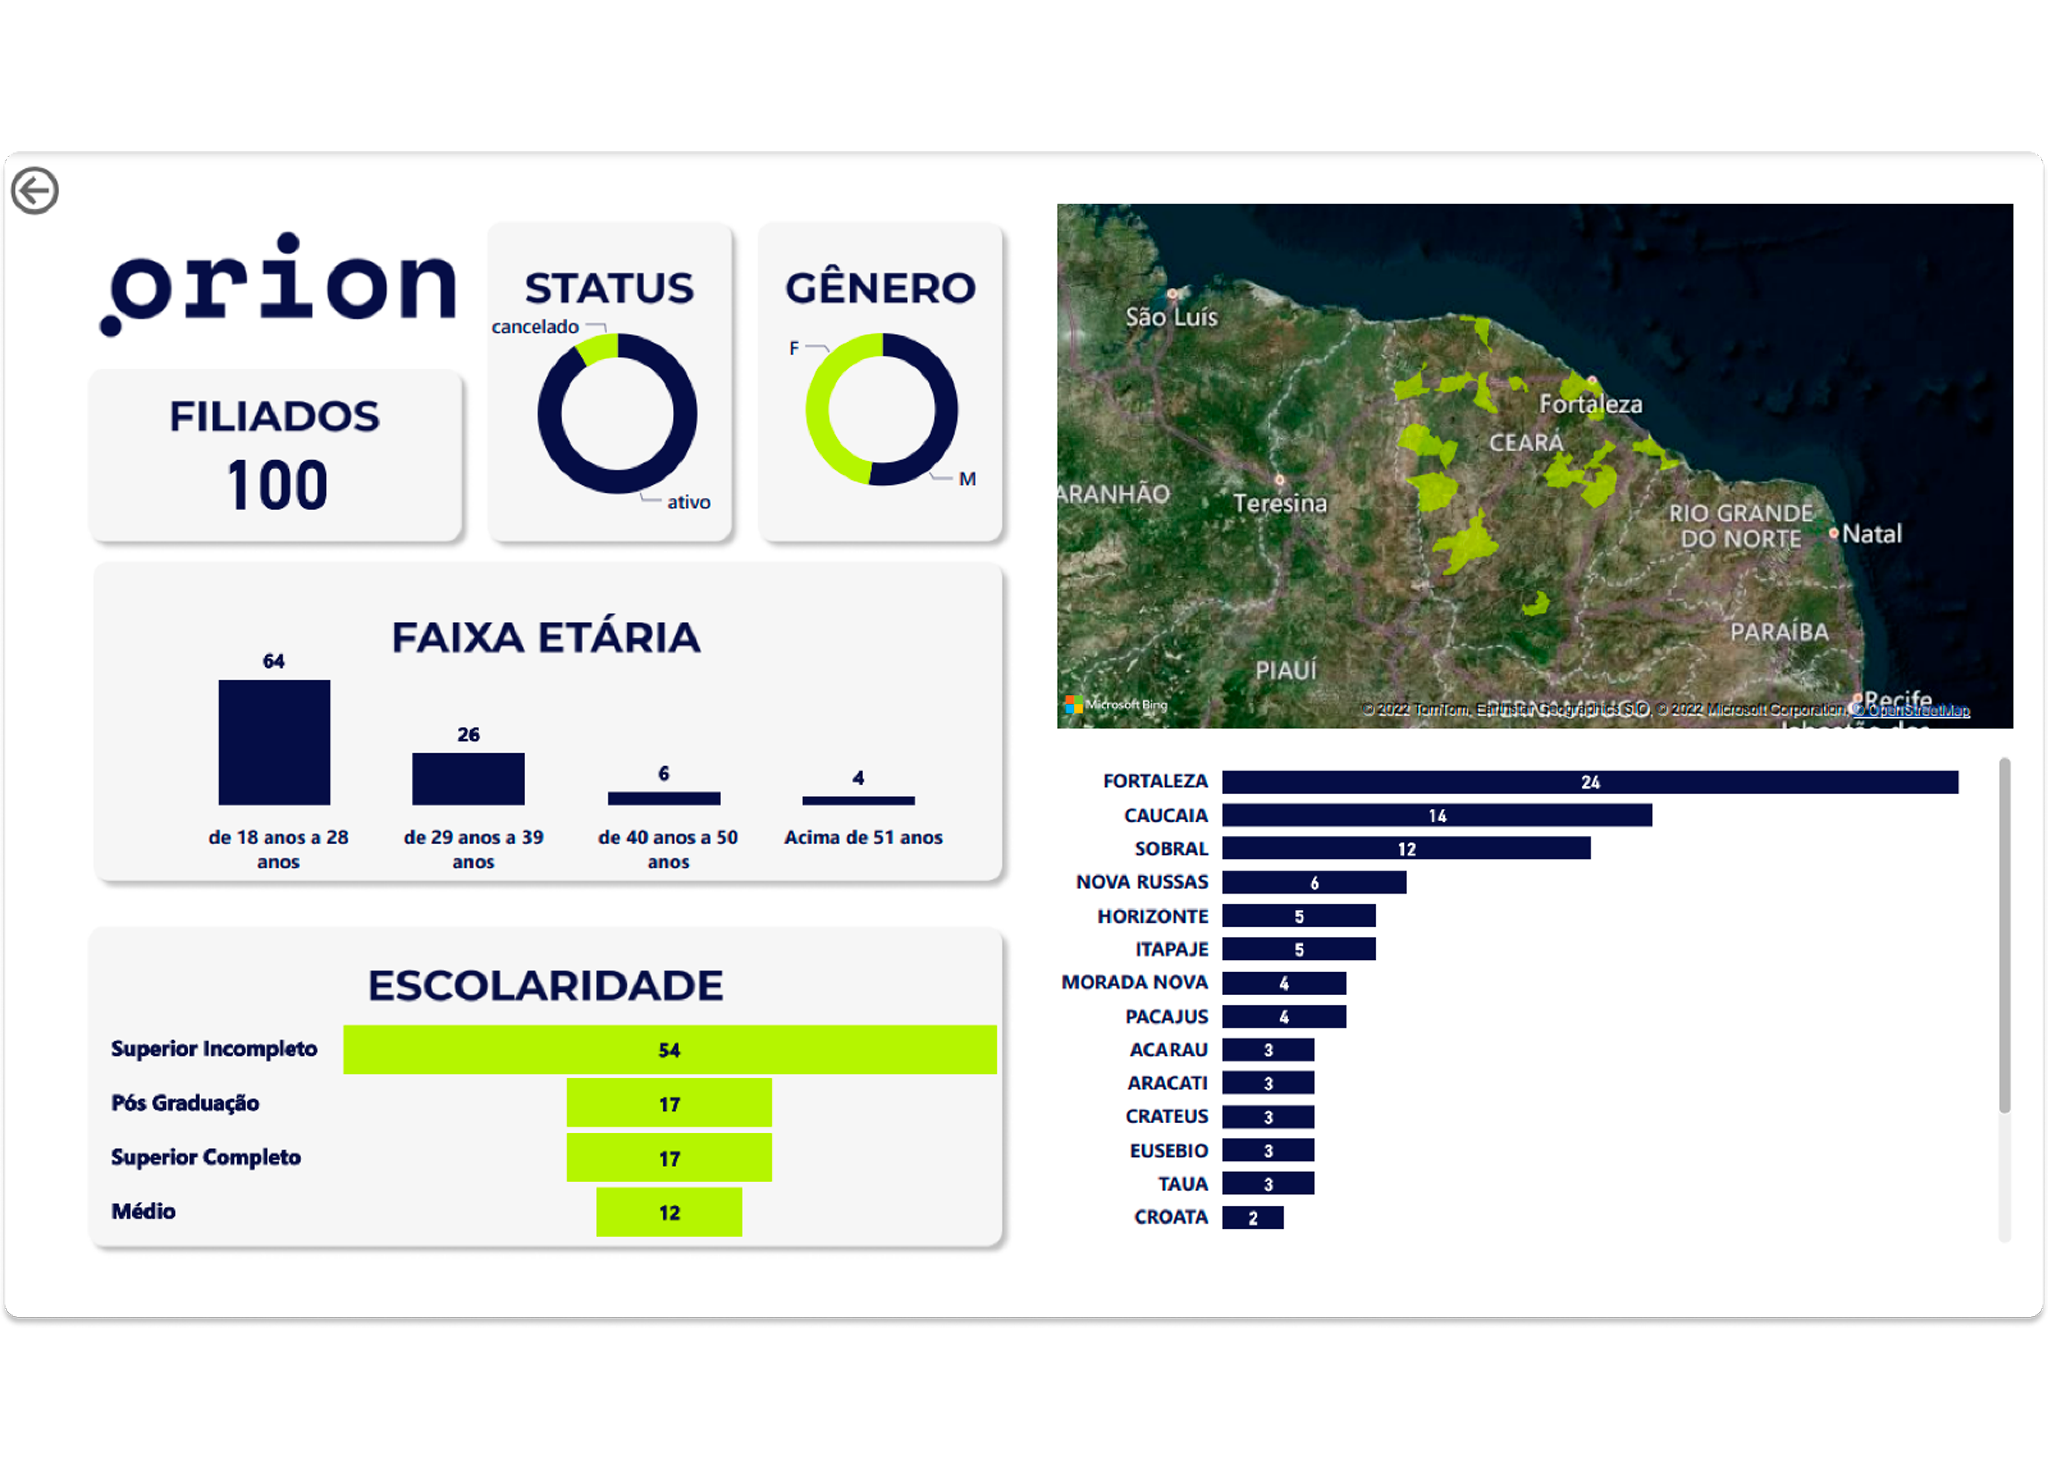 orion
FILIADOS
100
STATUS
cancelado
ativo
GÊNERO
F
M
FAIXA ETÁRIA
64
26
6
4
de 18 anos a 28
anos
de 29 anos a 39
anos
de 40 anos a 50
anos
Acima de 51 anos
ESCOLARIDADE
Superior Incompleto 54
Pós Graduação 17
Superior Completo 17
Médio 12
São Luís
Fortaleza
CEARÁ
ARANHÃO
Teresina
RIO GRANDE
DO NORTE
Natal
PARAÍBA
PIAUÍ
Recife
Microsoft Bing
© 2022 TomTom, Earthstar Geographics SIO, © 2022 Microsoft Corporation, © OpenStreetMap
FORTALEZA 24
CAUCAIA 14
SOBRAL 12
NOVA RUSSAS 6
HORIZONTE 5
ITAPAJE 5
MORADA NOVA 4
PACAJUS 4
ACARAU 3
ARACATI 3
CRATEUS 3
EUSEBIO 3
TAUA 3
CROATA 2